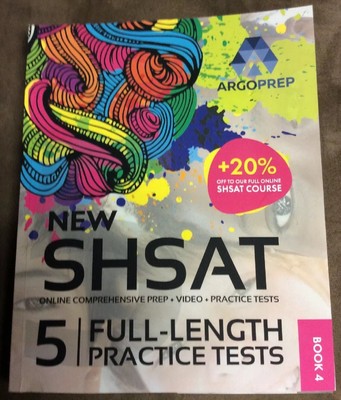 ARGOPREP
+20%
OFF TO OUR FULL ONLINE
SHSAT COURSE
NEW
SHSAT
ONLINE COMPREHENSIVE PREP + VIDEO + PRACTICE TESTS
5 FULL-LENGTH
PRACTICE TESTS
BOOK 4